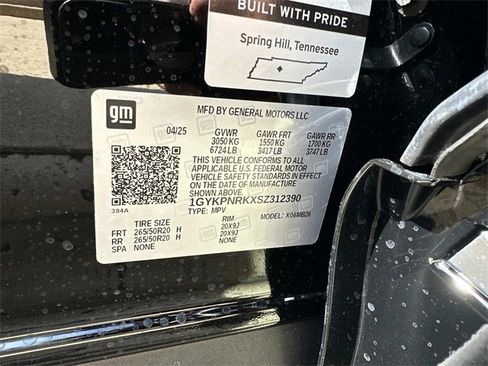 BUILT WITH PRIDE
Spring Hill, Tennessee
gm
MFD BY GENERAL MOTORS LLC
04/25 GVWR GAWR FRT GAWR RR
3050 KG 1550 KG 1700 KG
6724 LB 3417 LB 3747 LB
THIS VEHICLE CONFORMS TO ALL
APPLICABLE U.S. FEDERAL MOTOR
VEHICLE SAFETY STANDARDS IN EFFECT
ON THE DATE OF MANUFACTURE
1GYKPNRKXSZ312390
TYPE: MPV MODEL: X06MB26
394A
TIRE SIZE RIM
FRT 265/50R20 H 20X9J
RR 265/50R20 H 20X9J
SPA NONE NONE